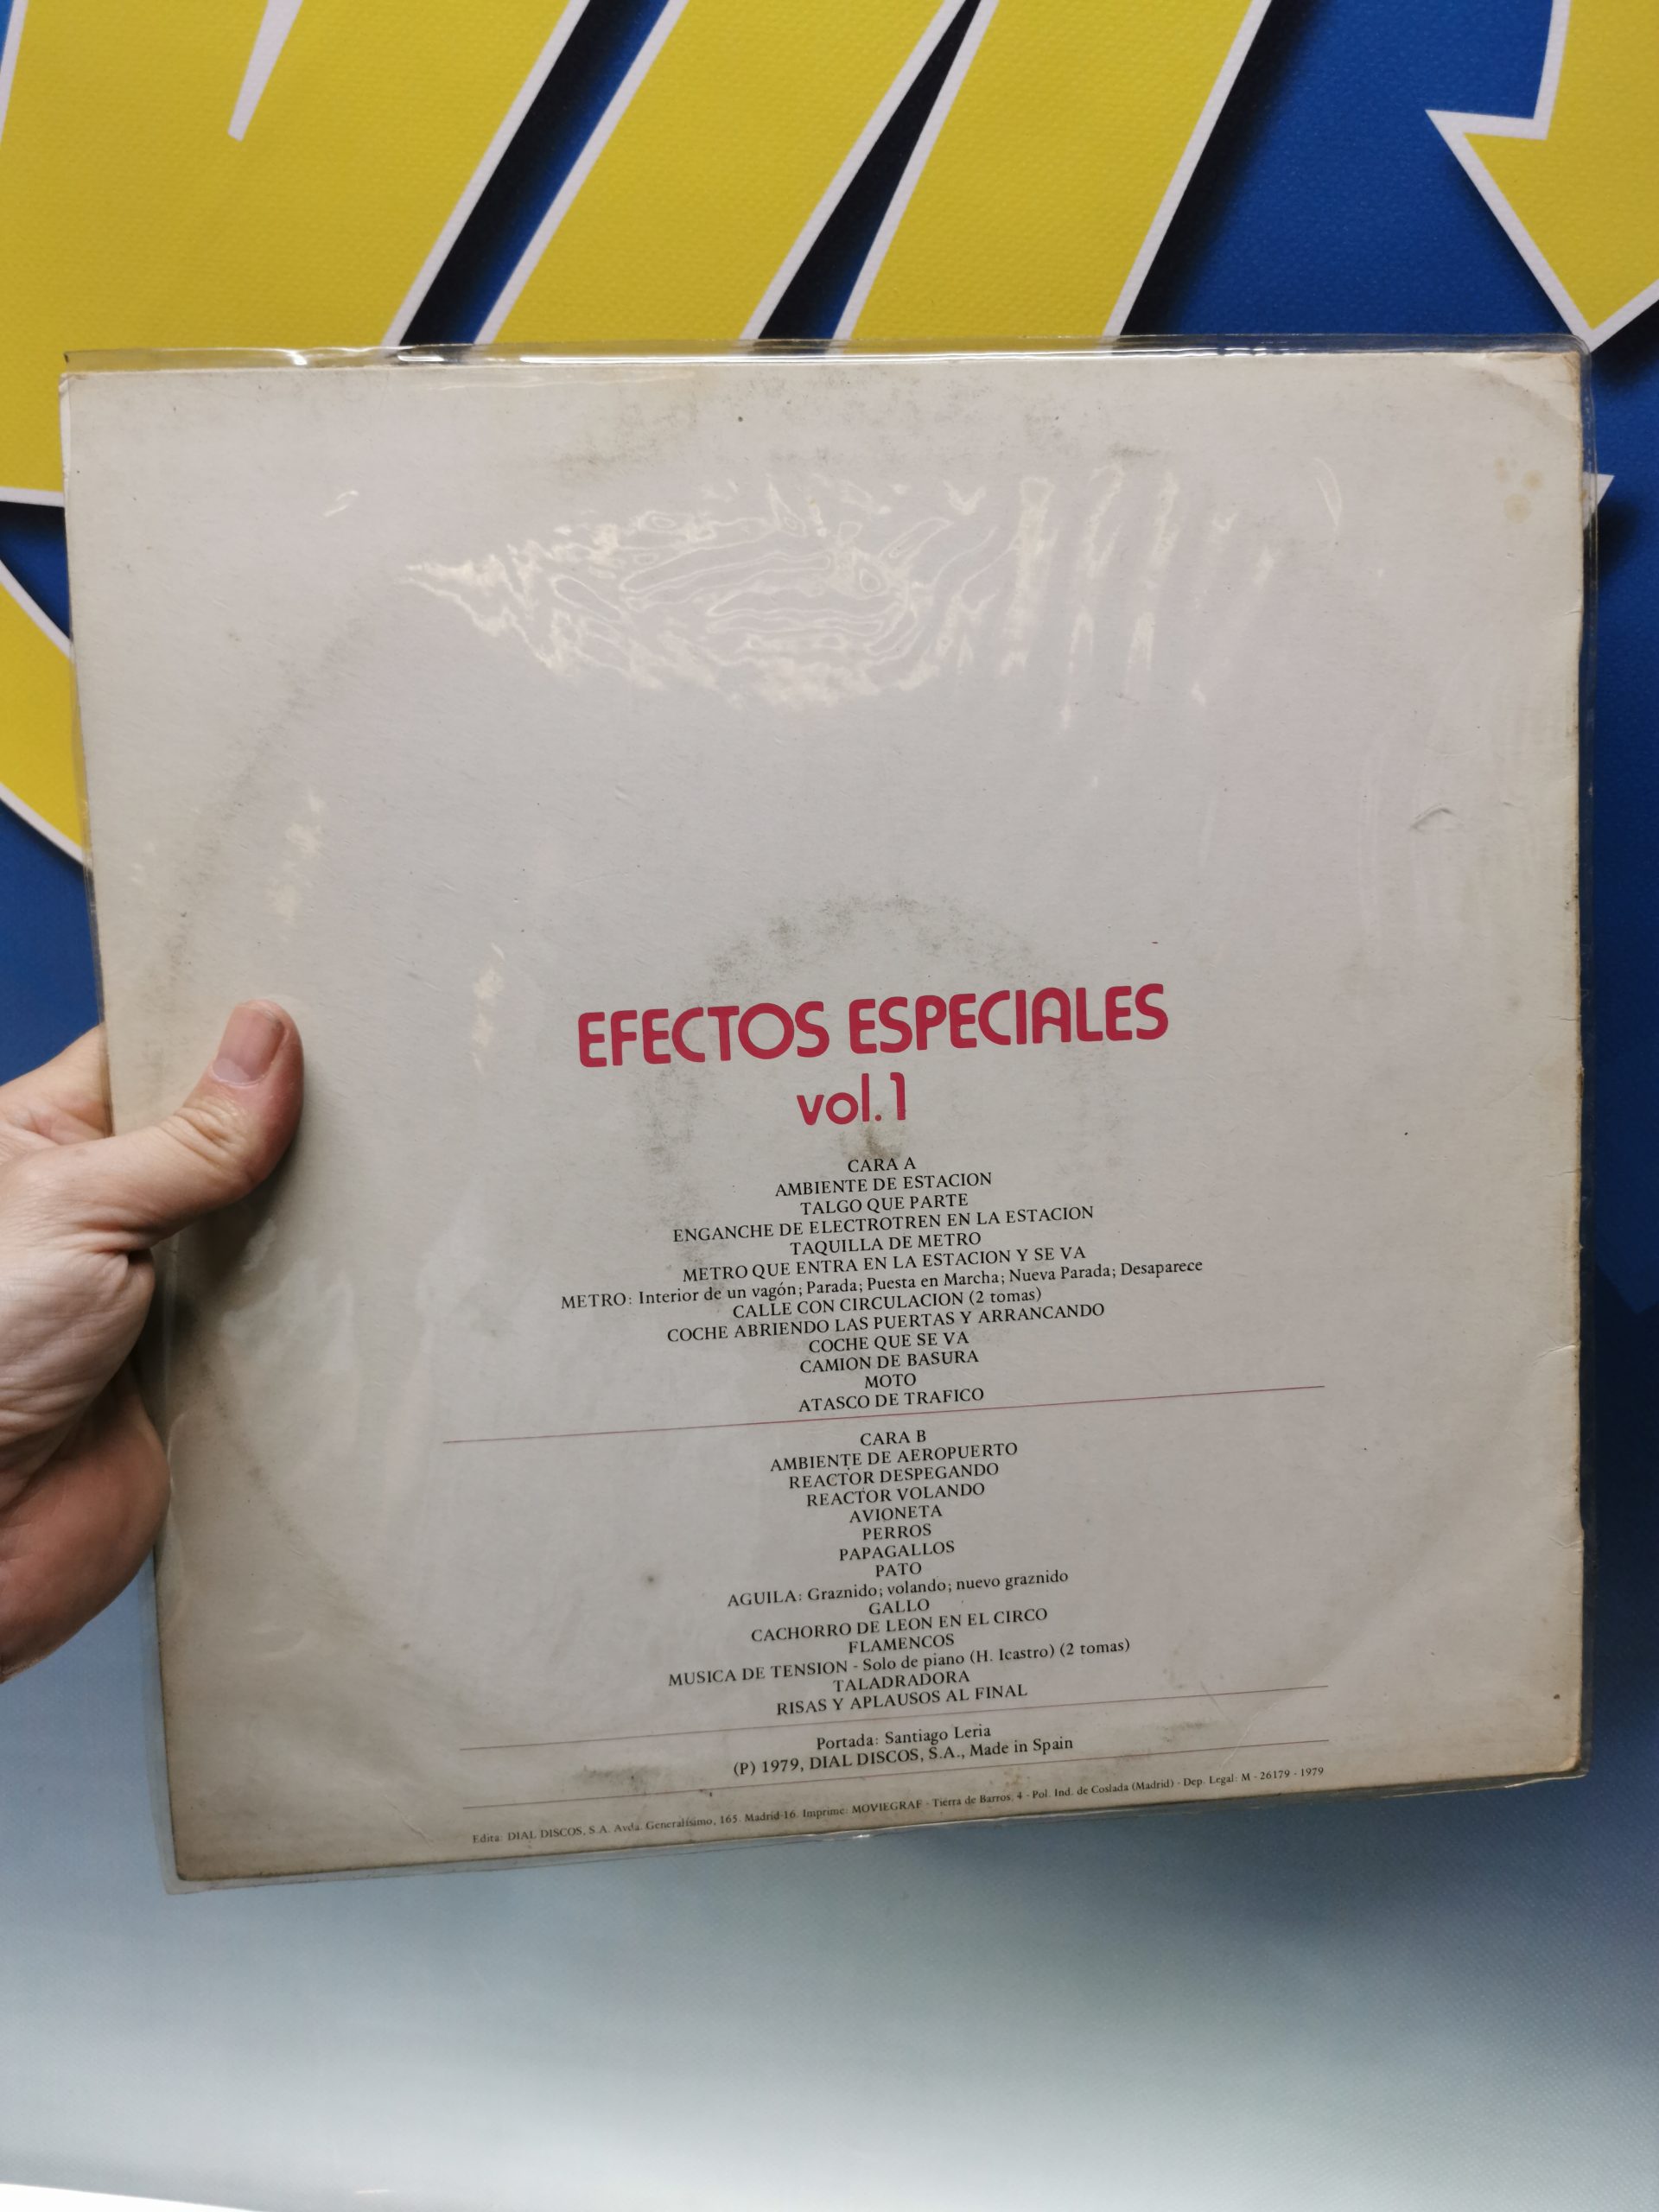 EFECTOS ESPECIALES
vol.1
CARA A
AMBIENTE DE ESTACION
TALGO QUE PARTE
ENGANCHE DE ELECTROTREN EN LA ESTACION
TAQUILLA DE METRO
METRO QUE ENTRA EN LA ESTACION Y SE VA
METRO: Interior de un vagón; Parada; Puesta en Marcha; Nueva Parada; Desaparece
CALLE CON CIRCULACION (2 tomas)
COCHE ABRIENDO LAS PUERTAS Y ARRANCANDO
COCHE QUE SE VA
CAMION DE BASURA
MOTO
ATASCO DE TRAFICO
CARA B
AMBIENTE DE AEROPUERTO
REACTOR DESPEGANDO
REACTOR VOLANDO
AVIONETA
PERROS
PAPAGALLOS
PATO
AGUILA: Graznido; volando; nuevo graznido
GALLO
CACHORRO DE LEON EN EL CIRCO
FLAMENCOS
MUSICA DE TENSION - Solo de piano (H. Icastro) (2 tomas)
TALADRADORA
RISAS Y APLAUSOS AL FINAL
Portada: Santiago Leria
(P) 1979, DIAL DISCOS, S.A., Made in Spain
Edita: DIAL DISCOS, S.A. Avda. Generalísimo, 165. Madrid-16. Imprime: MOVIEGRAF - Tierra de Barros, 4 - Pol. Ind. de Coslada (Madrid) - Dep. Legal: M - 26179 - 1979